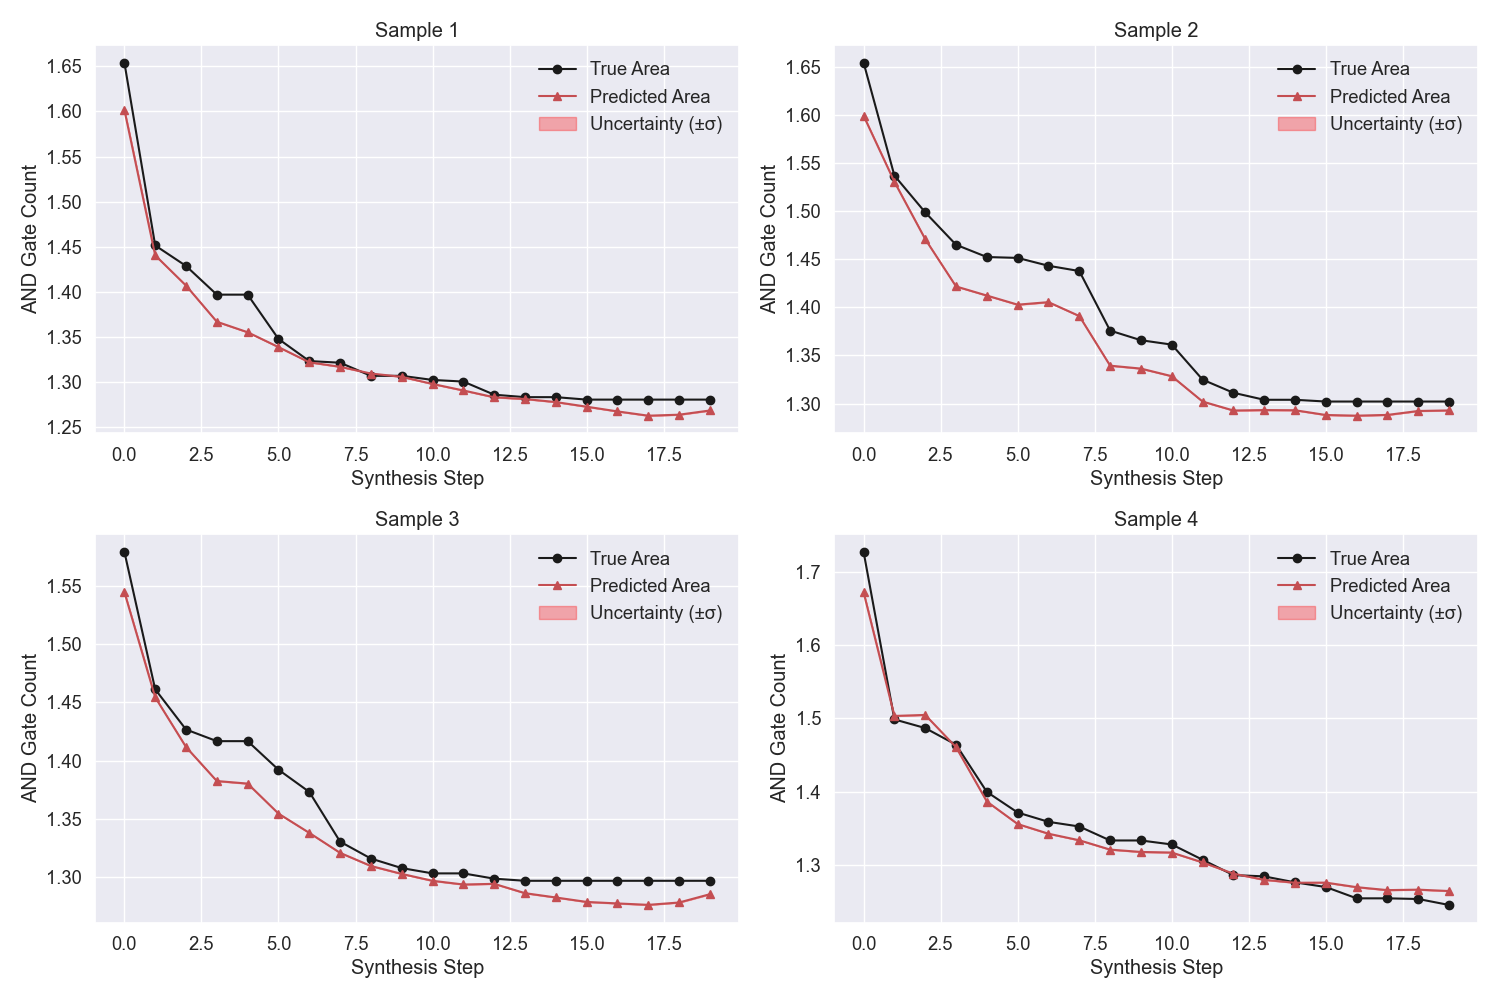 Sample 1
AND Gate Count
1.65
1.60
1.55
1.50
1.45
1.40
1.35
1.30
1.25
True Area
Predicted Area
Uncertainty (±σ)
0.0 2.5 5.0 7.5 10.0 12.5 15.0 17.5
Synthesis Step
Sample 2
AND Gate Count
1.65
1.60
1.55
1.50
1.45
1.40
1.35
1.30
True Area
Predicted Area
Uncertainty (±σ)
0.0 2.5 5.0 7.5 10.0 12.5 15.0 17.5
Synthesis Step
Sample 3
AND Gate Count
1.55
1.50
1.45
1.40
1.35
1.30
True Area
Predicted Area
Uncertainty (±σ)
0.0 2.5 5.0 7.5 10.0 12.5 15.0 17.5
Synthesis Step
Sample 4
AND Gate Count
1.7
1.6
1.5
1.4
1.3
True Area
Predicted Area
Uncertainty (±σ)
0.0 2.5 5.0 7.5 10.0 12.5 15.0 17.5
Synthesis Step